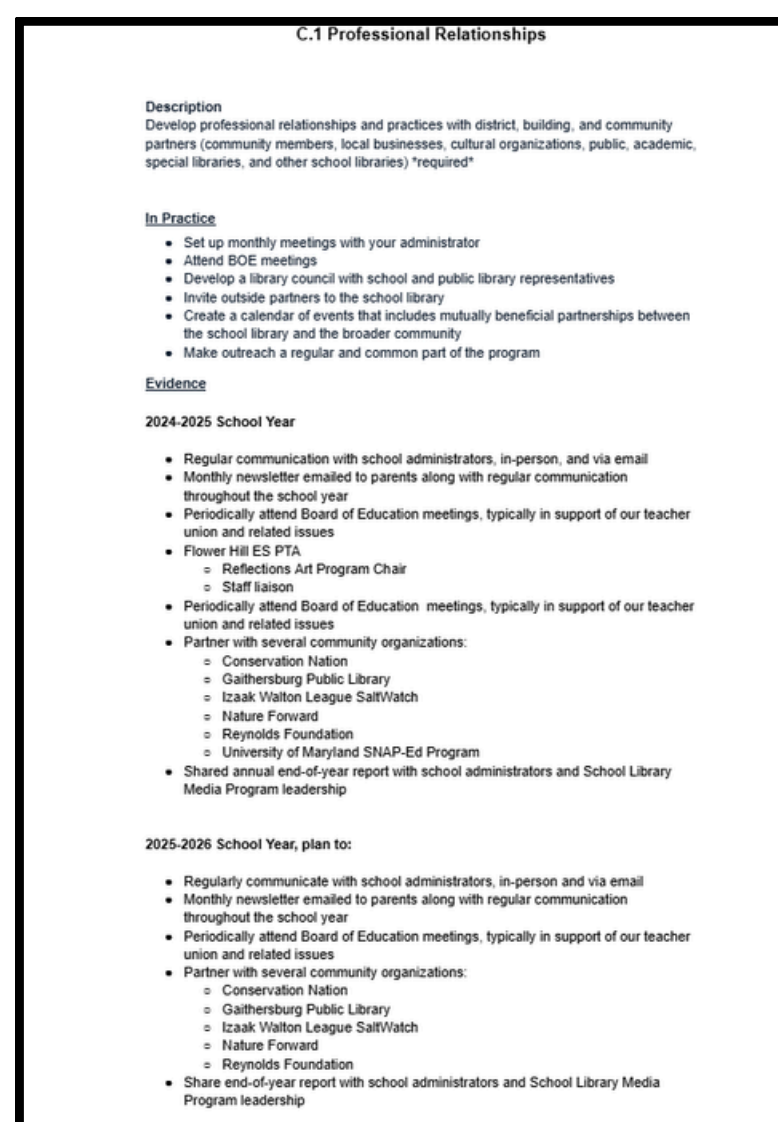 C.1 Professional Relationships
Description
Develop professional relationships and practices with district, building, and community
partners (community members, local businesses, cultural organizations, public, academic,
special libraries, and other school libraries) *required*
In Practice
● Set up monthly meetings with your administrator
● Attend BOE meetings
● Develop a library council with school and public library representatives
● Invite outside partners to the school library
● Create a calendar of events that includes mutually beneficial partnerships between
the school library and the broader community
● Make outreach a regular and common part of the program
Evidence
2024-2025 School Year
● Regular communication with school administrators, in-person, and via email
● Monthly newsletter emailed to parents along with regular communication
throughout the school year
● Periodically attend Board of Education meetings, typically in support of our teacher
union and related issues
● Flower Hill ES PTA
○ Reflections Art Program Chair
○ Staff liaison
● Periodically attend Board of Education  meetings, typically in support of our teacher
union and related issues
● Partner with several community organizations:
○ Conservation Nation
○ Gaithersburg Public Library
○ Izaak Walton League SaltWatch
○ Nature Forward
○ Reynolds Foundation
○ University of Maryland SNAP-Ed Program
● Shared annual end-of-year report with school administrators and School Library
Media Program leadership
2025-2026 School Year, plan to:
● Regularly communicate with school administrators, in-person and via email
● Monthly newsletter emailed to parents along with regular communication
throughout the school year
● Periodically attend Board of Education meetings, typically in support of our teacher
union and related issues
● Partner with several community organizations:
○ Conservation Nation
○ Gaithersburg Public Library
○ Izaak Walton League SaltWatch
○ Nature Forward
○ Reynolds Foundation
● Share end-of-year report with school administrators and School Library Media
Program leadership